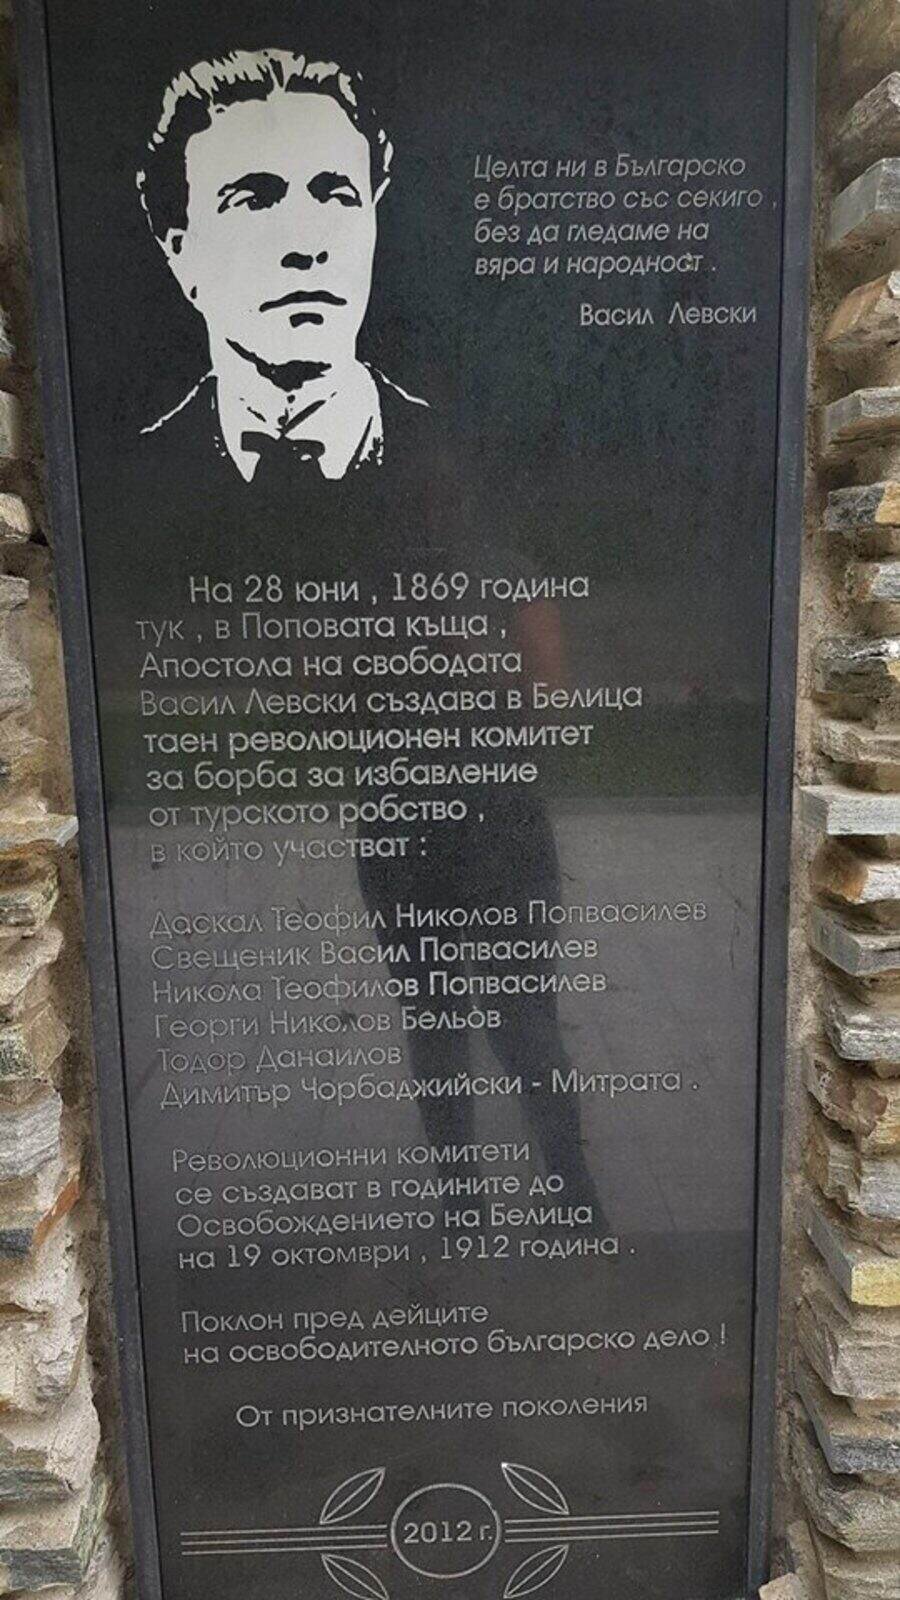 Целта ни в Българско
е братство със секиго ,
без да гледаме на
вяра и народност .
Васил Левски
На 28 юни , 1869 година
тук , в Поповата къща ,
Апостола на свободата
Васил Левски създава в Белица
таен революционен комитет
за борба за избавление
от турското робство ,
в който участват :
Даскал Теофил Николов Попвасилев
Свещеник Васил Попвасилев
Никола Теофилов Попвасилев
Георги Николов Бельов
Тодор Данаилов
Димитър Чорбаджийски - Митрата .
Революционни комитети
се създават в годините до
Освобождението на Белица
на 19 октомври , 1912 година .
Поклон пред дейците
на освободителното българско дело !
От признателните поколения
2012 г.